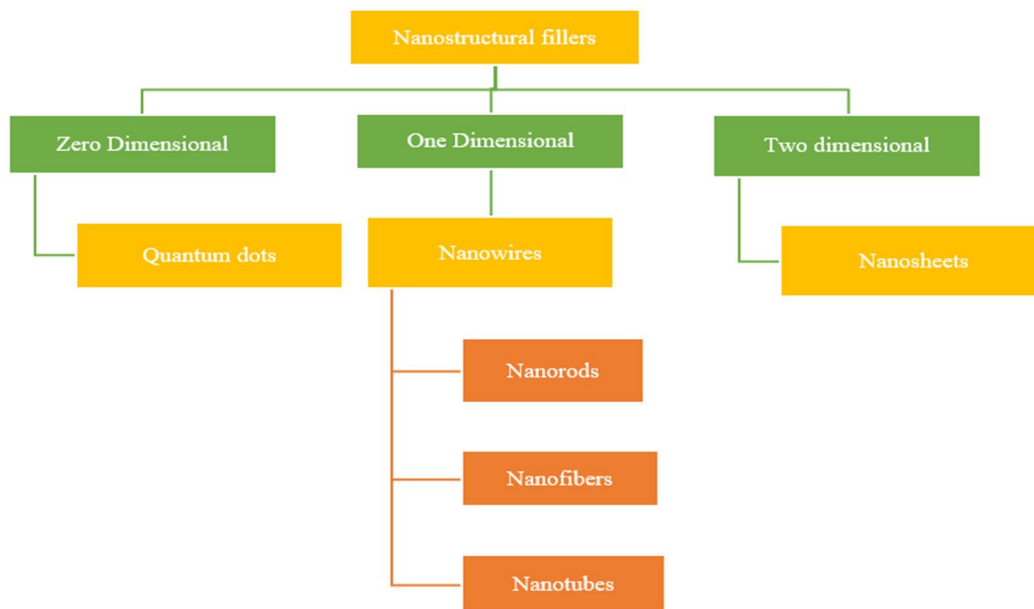 Nanostructural fillers
Zero Dimensional
One Dimensional
Two dimensional
Quantum dots
Nanowires
Nanosheets
Nanorods
Nanofibers
Nanotubes